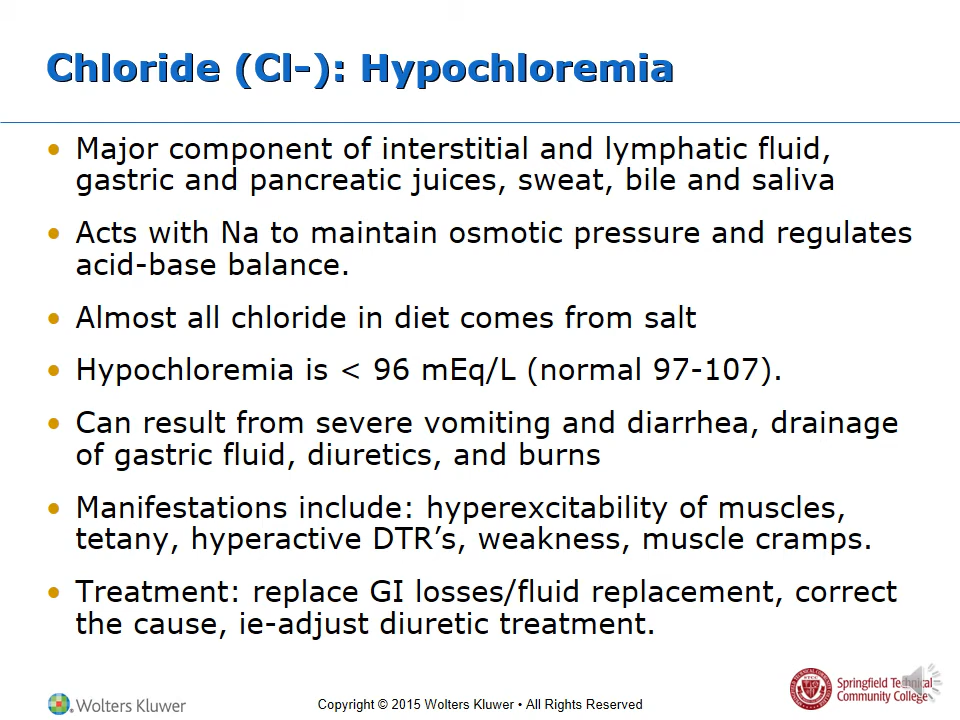 Chloride (Cl-): Hypochloremia
• Major component of interstitial and lymphatic fluid,
gastric and pancreatic juices, sweat, bile and saliva
• Acts with Na to maintain osmotic pressure and regulates
acid-base balance.
• Almost all chloride in diet comes from salt
• Hypochloremia is < 96 mEq/L (normal 97-107).
• Can result from severe vomiting and diarrhea, drainage
of gastric fluid, diuretics, and burns
• Manifestations include: hyperexcitability of muscles,
tetany, hyperactive DTR’s, weakness, muscle cramps.
• Treatment: replace GI losses/fluid replacement, correct
the cause, ie-adjust diuretic treatment.
Wolters Kluwer
Copyright © 2015 Wolters Kluwer • All Rights Reserved
Springfield Technical
Community College